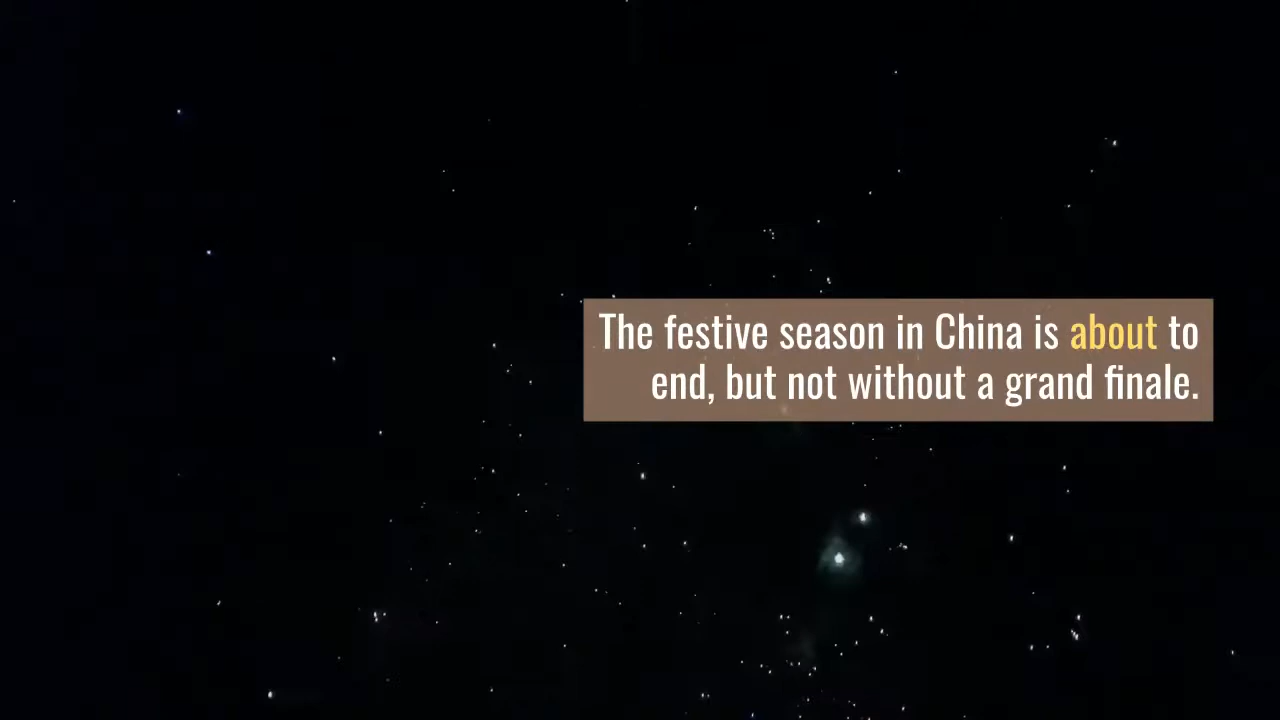 The festive season in China is about to
end, but not without a grand finale.